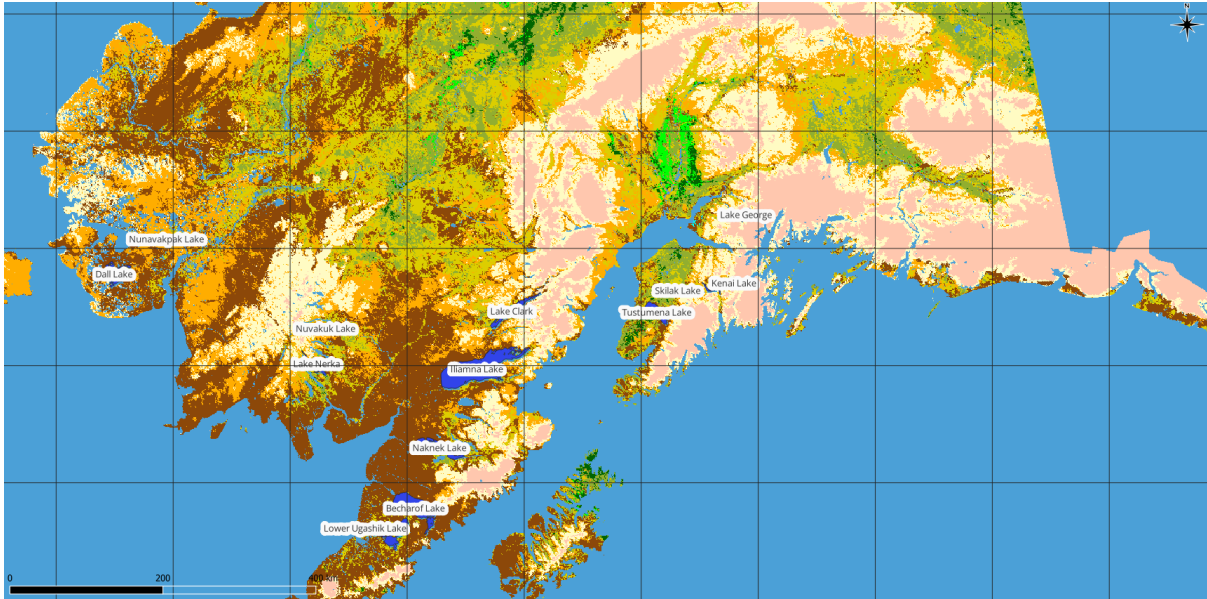 N
Lake George
Nunavakpak Lake
Dall Lake
Kenai Lake
Skilak Lake
Lake Clark
Tustumena Lake
Nuvakuk Lake
Lake Nerka
Iliamna Lake
Naknek Lake
Becharof Lake
Lower Ugashik Lake
0 200 400 km